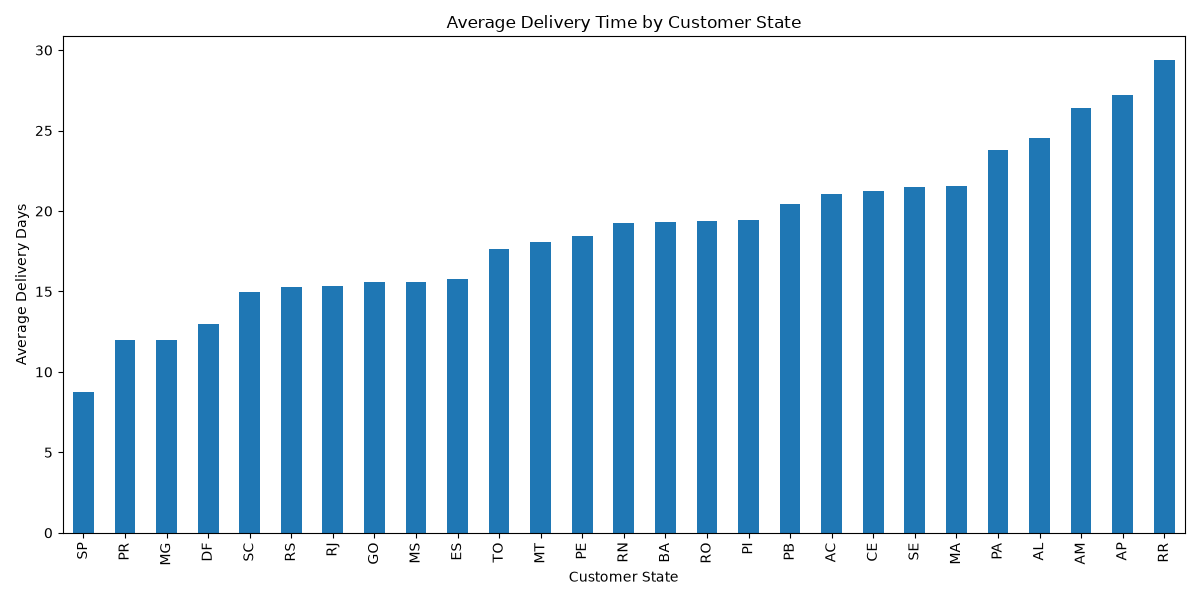 Average Delivery Time by Customer State
Average Delivery Days
30
25
20
15
10
5
0
SP PR MG DF SC RS RJ GO MS ES TO MT PE RN BA RO PI PB AC CE SE MA PA AL AM AP RR
Customer State